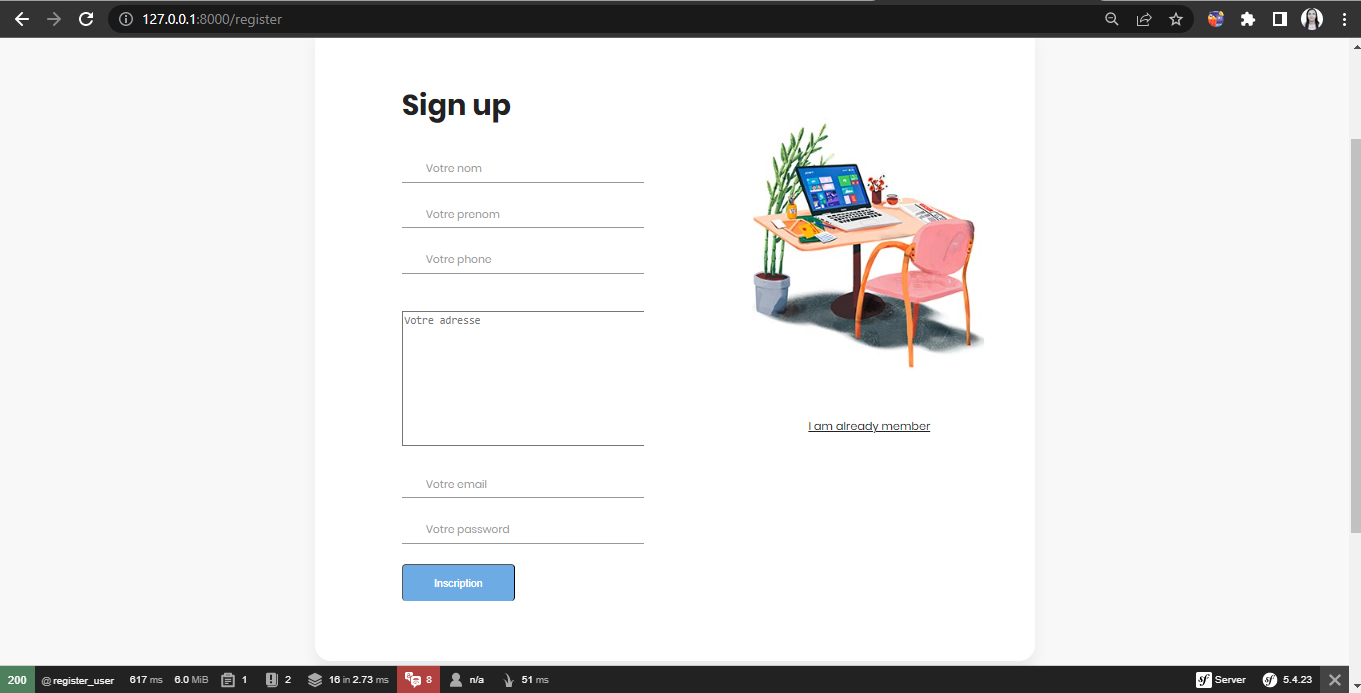 127.0.0.1:8000/register
Sign up
Votre nom
Votre prenom
Votre phone
Votre adresse
I am already member
Votre email
Votre password
Inscription
200 @ register_user 617 ms 6.0 MiB 1 2 16 in 2.73 ms 8 n/a 51 ms sf Server sf 5.4.23